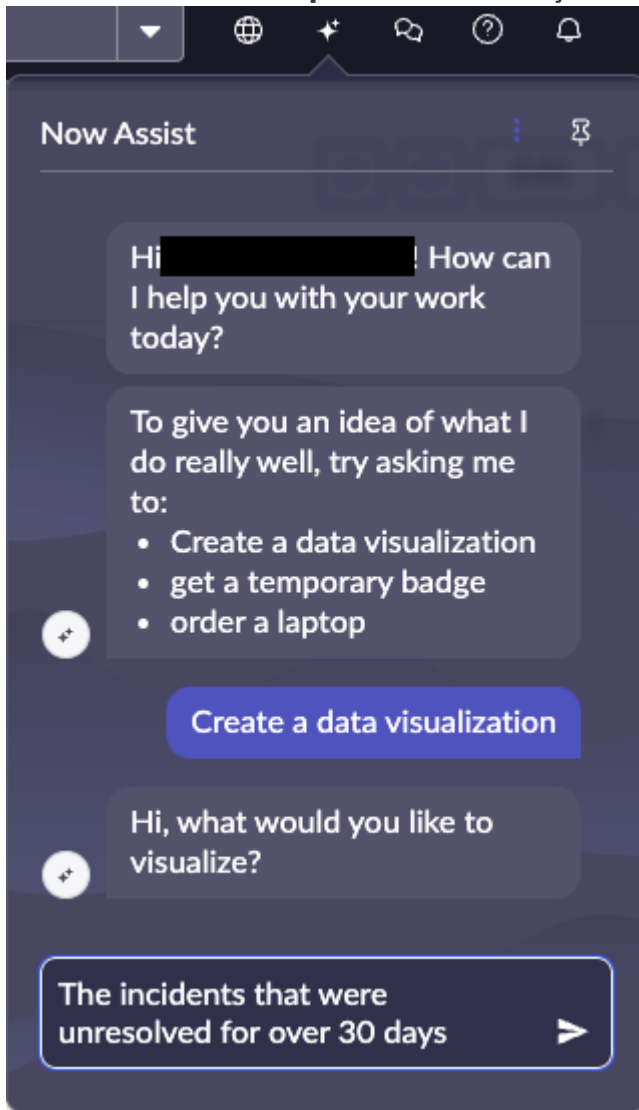 Now Assist
Hi ! How can
I help you with your work
today?
To give you an idea of what I
do really well, try asking me
to:
• Create a data visualization
• get a temporary badge
• order a laptop
Create a data visualization
Hi, what would you like to
visualize?
The incidents that were
unresolved for over 30 days